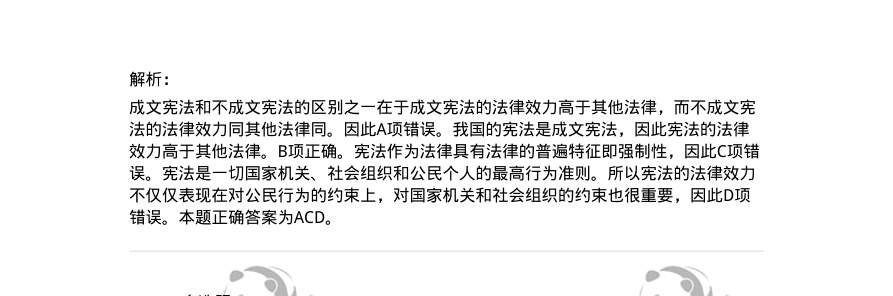 解析：
成文宪法和不成文宪法的区别之一在于成文宪法的法律效力高于其他法律，而不成文宪
法的法律效力同其他法律同。因此A项错误。我国的宪法是成文宪法，因此宪法的法律
效力高于其他法律。B项正确。宪法作为法律具有法律的普遍特征即强制性，因此C项错
误。宪法是一切国家机关、社会组织和公民个人的最高行为准则。所以宪法的法律效力
不仅仅表现在对公民行为的约束上，对国家机关和社会组织的约束也很重要，因此D项
错误。本题正确答案为ACD。